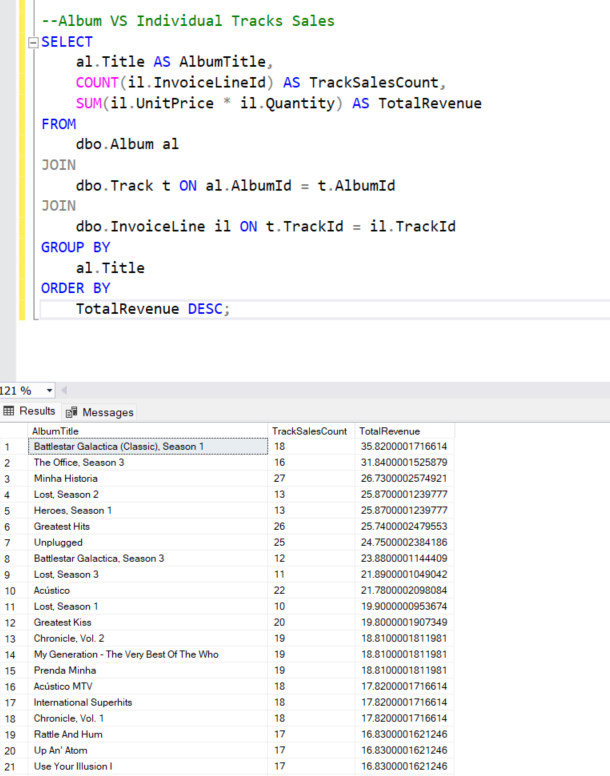 --Album VS Individual Tracks Sales
SELECT
al.Title AS AlbumTitle,
COUNT(il.InvoiceLineId) AS TrackSalesCount,
SUM(il.UnitPrice * il.Quantity) AS TotalRevenue
FROM
dbo.Album al
JOIN
dbo.Track t ON al.AlbumId = t.AlbumId
JOIN
dbo.InvoiceLine il ON t.TrackId = il.TrackId
GROUP BY
al.Title
ORDER BY
TotalRevenue DESC;
121 %
Results Messages
AlbumTitle TrackSalesCount TotalRevenue
1 Battlestar Galactica (Classic), Season 1 18 35.8200001716614
2 The Office, Season 3 16 31.8400001525879
3 Minha Historia 27 26.7300002574921
4 Lost, Season 2 13 25.8700001239777
5 Heroes, Season 1 13 25.8700001239777
6 Greatest Hits 26 25.7400002479553
7 Unplugged 25 24.7500002384186
8 Battlestar Galactica, Season 3 12 23.8800001144409
9 Lost, Season 3 11 21.8900001049042
10 Acústico 22 21.7800002098084
11 Lost, Season 1 10 19.9000000953674
12 Greatest Kiss 20 19.8000001907349
13 Chronicle, Vol. 2 19 18.8100001811981
14 My Generation - The Very Best Of The Who 19 18.8100001811981
15 Prenda Minha 19 18.8100001811981
16 Acústico MTV 18 17.8200001716614
17 International Superhits 18 17.8200001716614
18 Chronicle, Vol. 1 18 17.8200001716614
19 Rattle And Hum 17 16.8300001621246
20 Up An' Atom 17 16.8300001621246
21 Use Your Illusion I 17 16.8300001621246